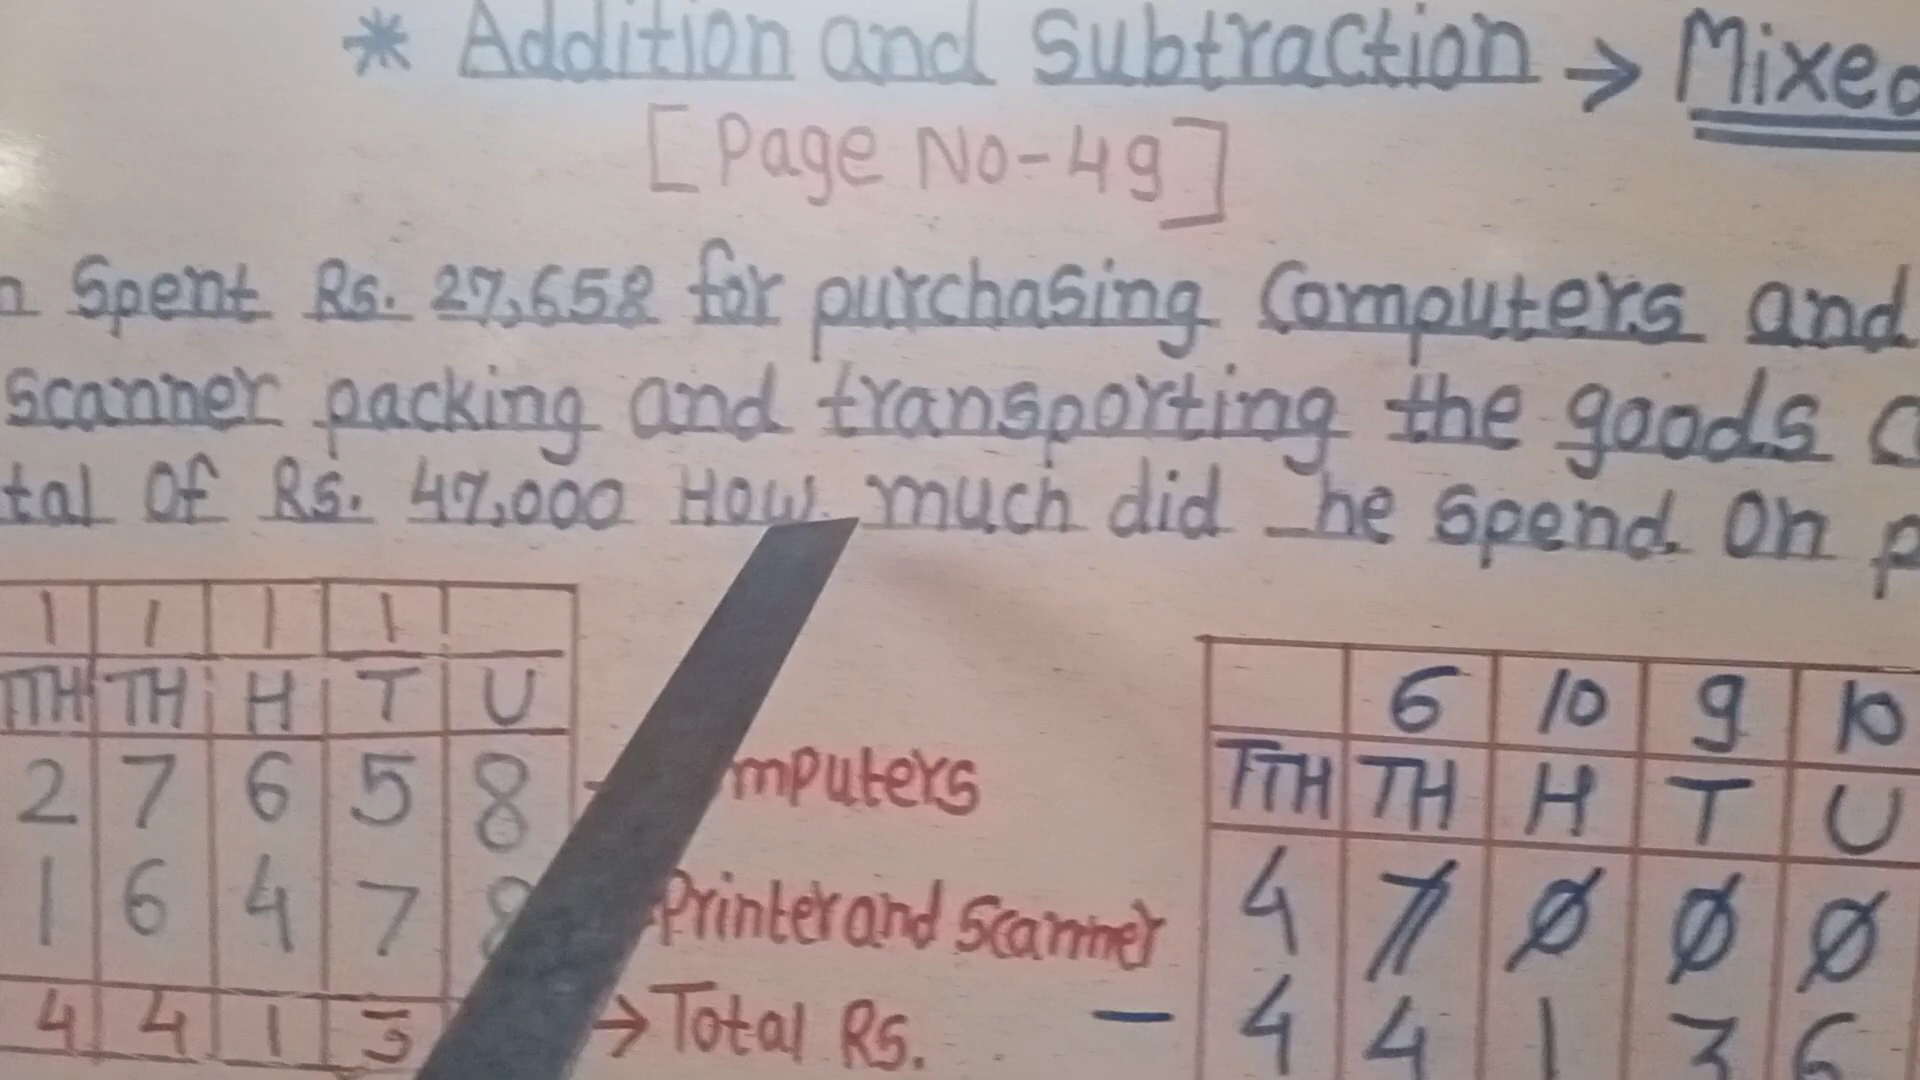 * Addition and Subtraction → Mixed
[Page No-49]
Spent Rs. 27,658 for purchasing Computers and
Scanner packing and transporting the goods
tal Of Rs. 47,000 How much did he spend On
1 1 1 1
TTH TH H T U
2 7 6 5 8
mputers
1 6 4 7 8
Printer and Scanner
4 4 1 3
→ Total Rs.
6 10 9 10
TTH TH H T U
4 7 0 0 0
- 4 4 1 3 6